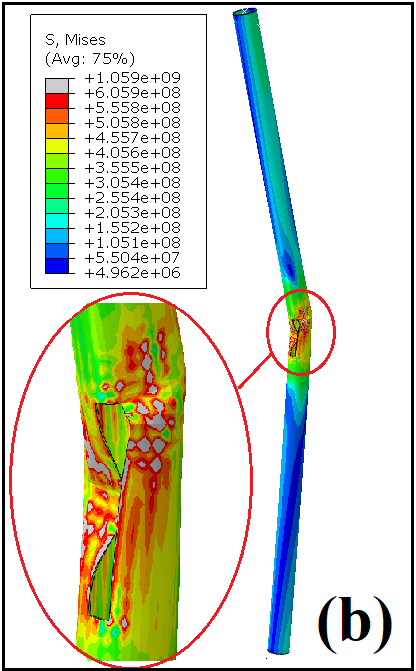 S, Mises
(Avg: 75%)
+1.059e+09
+6.059e+08
+5.558e+08
+5.058e+08
+4.557e+08
+4.056e+08
+3.555e+08
+3.054e+08
+2.554e+08
+2.053e+08
+1.552e+08
+1.051e+08
+5.504e+07
+4.962e+06
(b)